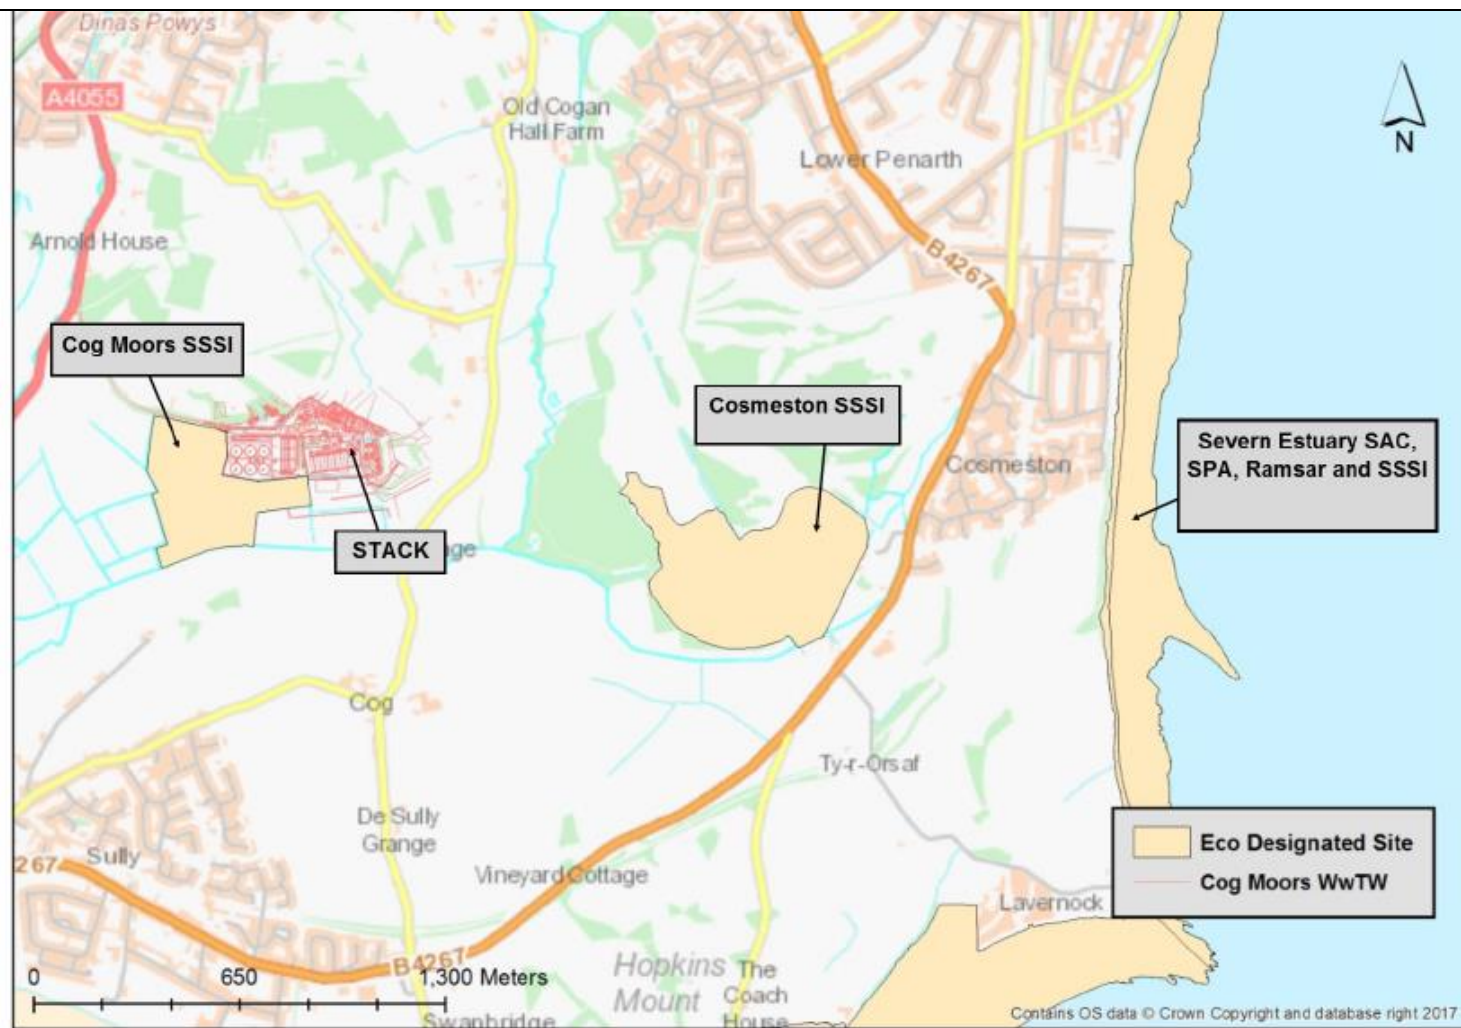 Dinas Powys
A4055
Old Cogan
Hall Farm
Lower Penarth
N
Arnold House
B4267
Cog Moors SSSI
Cosmeston SSSI
Severn Estuary SAC,
SPA, Ramsar and SSSI
Cosmeston
STACK
Cog
Ty-r-Orsaf
De Sully
Grange
Sully
267
Vineyard Cottage
Eco Designated Site
Cog Moors WwTW
Lavernock
B4267
0 650 1,300 Meters
Hopkins
Mount
The
Coach
House
Swanbridge
Contains OS data © Crown Copyright and database right 2017